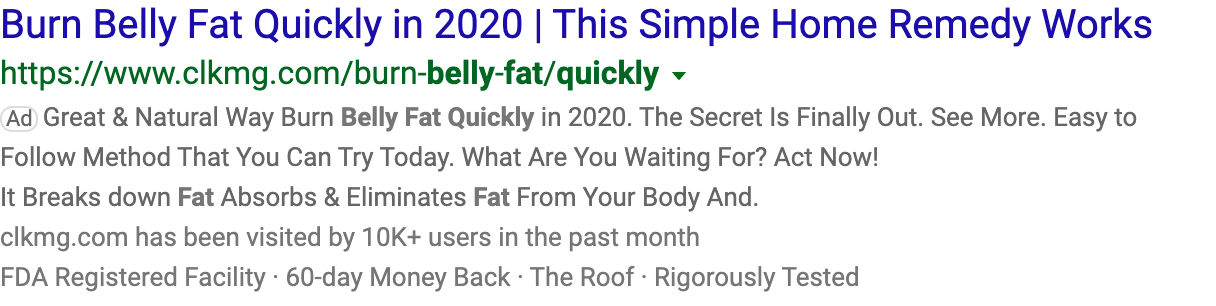 Burn Belly Fat Quickly in 2020 | This Simple Home Remedy Works
https://www.clkmg.com/burn-belly-fat/quickly
Ad Great & Natural Way Burn Belly Fat Quickly in 2020. The Secret Is Finally Out. See More. Easy to
Follow Method That You Can Try Today. What Are You Waiting For? Act Now!
It Breaks down Fat Absorbs & Eliminates Fat From Your Body And.
clkmg.com has been visited by 10K+ users in the past month
FDA Registered Facility · 60-day Money Back · The Roof · Rigorously Tested